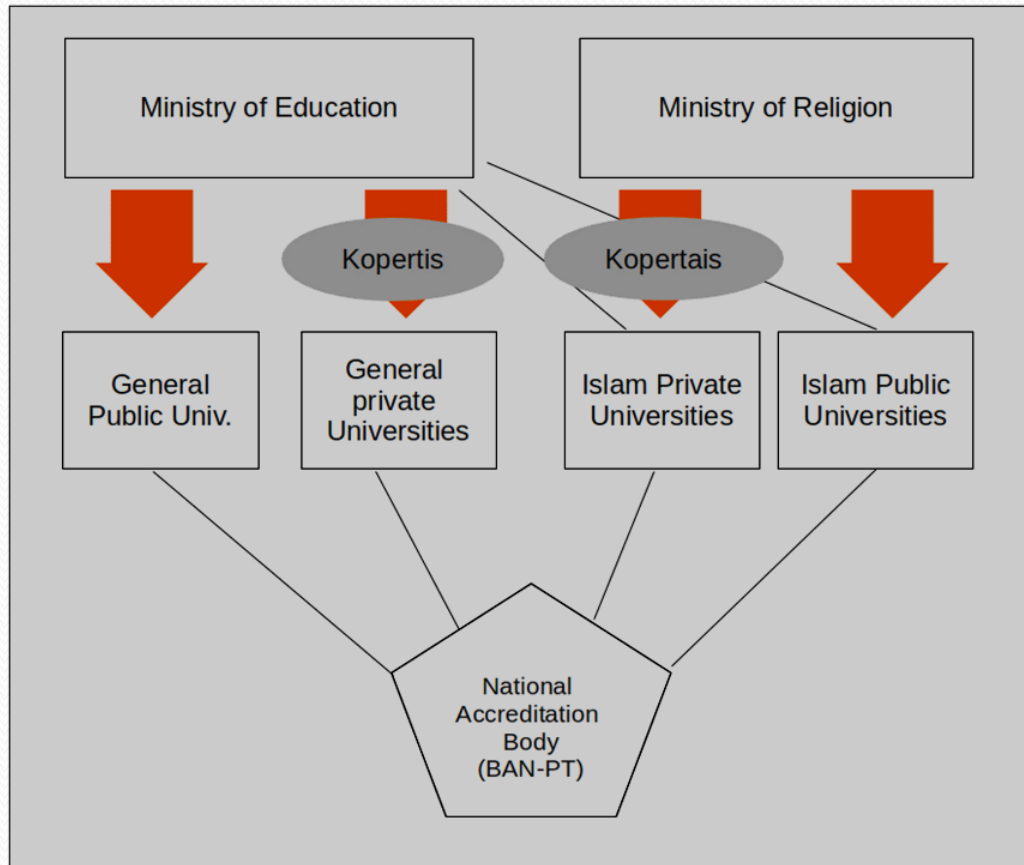 Ministry of Education
Ministry of Religion
Kopertis
Kopertais
General
Public Univ.
General
private
Universities
Islam Private
Universities
Islam Public
Universities
National
Accreditation
Body
(BAN-PT)